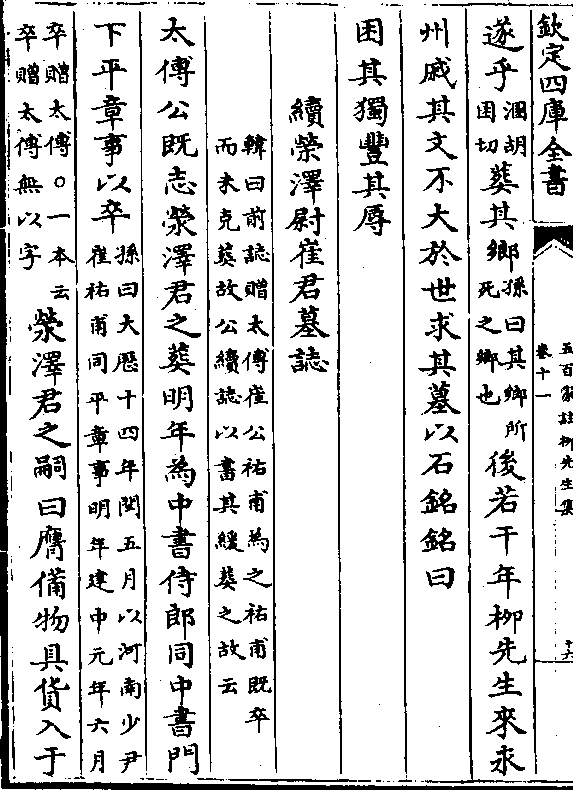 欽定四庫全書
五百家註柳先生集
卷十一
十六
遂乎涃胡困切葬其鄉孫曰其鄉所死之鄉也後若干年柳先生來永
州戚其文不大於世求其墓以石銘銘曰
困其獨豐其辱
續滎澤尉崔君墓誌
韓曰前誌贈太傅崔公祐甫為之祐甫既卒
而未克葬故公續誌以書其緩葬之故云
太傅公既志滎澤君之葬明年為中書侍郎同中書門
下平章事以卒孫曰大厯十四年閏五月以河南少尹崔祐甫同平章事明年建中元年六月
卒贈太傅○一本云卒贈太傅無以字滎澤君之嗣曰膺備物具貨入于